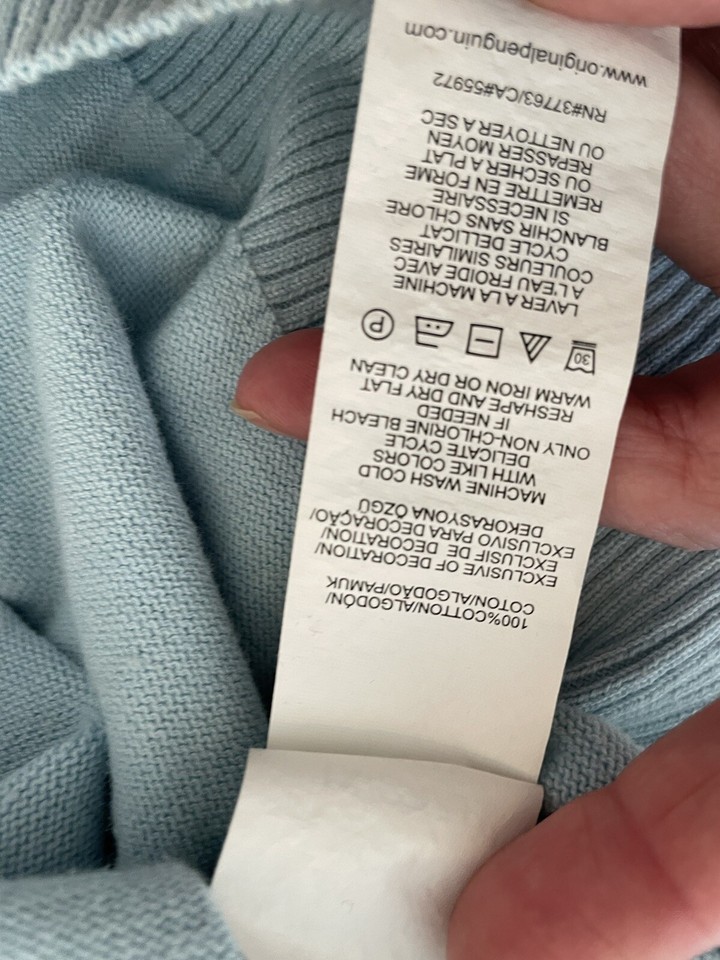 100%COTTON/ALGODÓN/
COTON/ALGODÃO/PAMUK
EXCLUSIVE OF DECORATION/
EXCLUSIF DE DECORATION/
EXCLUSIVO PARA DECORAÇÃO/
DEKORASYONA ÖZGÜ
MACHINE WASH COLD
WITH LIKE COLORS
DELICATE CYCLE
ONLY NON-CHLORINE BLEACH
IF NEEDED
RESHAPE AND DRY FLAT
WARM IRON OR DRY CLEAN
30 P
LAVER A LA MACHINE
A L'EAU FROIDE AVEC
COULEURS SIMILAIRES
CYCLE DELLICAT
BLANCHIR SANS CHLORE
SI NECESSAIRE
REMETTRE EN FORME
OU SECHER A PLAT
REPASSER MOYEN
OU NETTOYER A SEC
RN#37763/CA#55972
www.originalpenguin.com